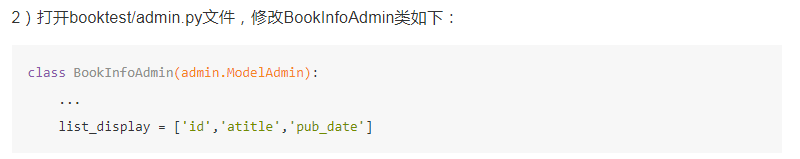 2）打开booktest/admin.py文件，修改BookInfoAdmin类如下：
class BookInfoAdmin(admin.ModelAdmin):
    ...
    list_display = ['id','atitle','pub_date']